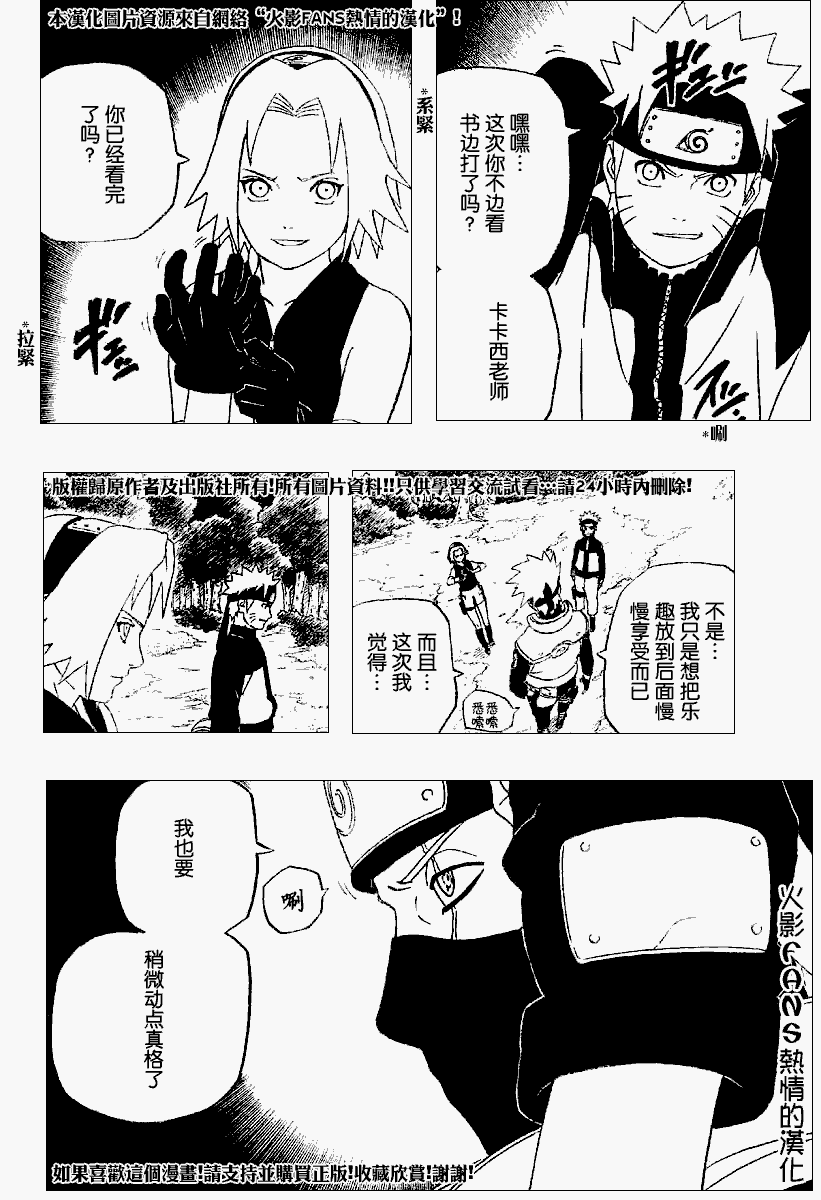 本漢化圖片資源來自網絡“火影FANS熱情的漢化”！
嘿嘿…
这次你不边看
书边打了吗？
卡卡西老师
ギュッ
*系緊
ズッ
*唰
你已经看完
了吗？
ギュッ
*拉緊
版權歸原作者及出版社所有!所有圖片資料!!只供學習交流試看…請24小時內刪除!
不是…
我只是想把乐
趣放到后面慢
慢享受而已
悉嗦
悉嗦
而且…
这次我
觉得…
我也要
唰
稍微动点真格了
火影FANS熱情的漢化
如果喜歡這個漫畫!請支持並購買正版!收藏欣賞!謝謝!